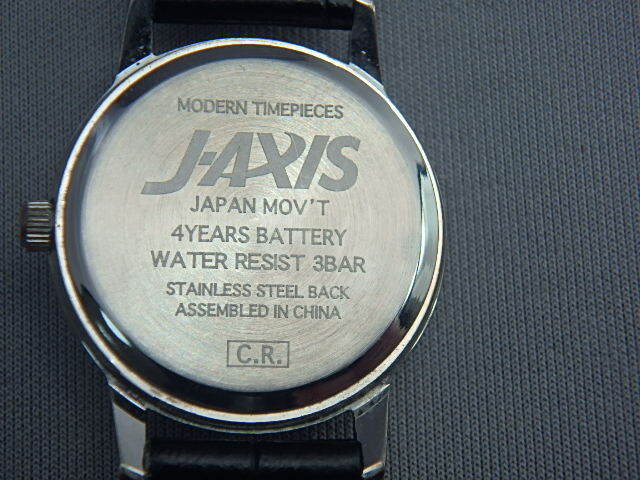 MODERN TIMEPIECES
J-AXIS
JAPAN MOV'T
4YEARS BATTERY
WATER RESIST 3BAR
STAINLESS STEEL BACK
ASSEMBLED IN CHINA
C.R.